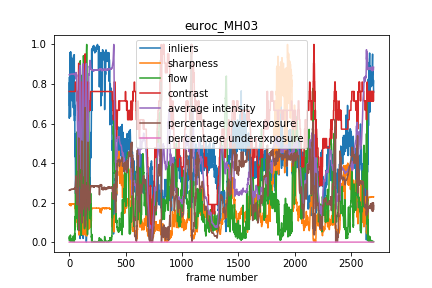 euroc_MH03
1.0
0.8
0.6
0.4
0.2
0.0
inliers
sharpness
flow
contrast
average intensity
percentage overexposure
percentage underexposure
0
500
1000
1500
2000
2500
frame number